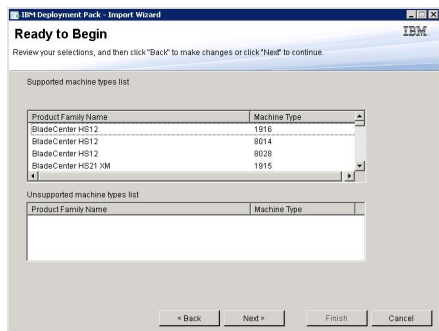 IBM Deployment Pack - Import Wizard
Ready to Begin
IBM.
Review your selections, and then click "Back" to make changes or click "Next" to continue.
Supported machine types list
Product Family Name Machine Type
BladeCenter HS12 1916
BladeCenter HS12 8014
BladeCenter HS12 8028
BladeCenter HS21 XM 1915
Unsupported machine types list
Product Family Name Machine Type
< Back Next > Finish Cancel